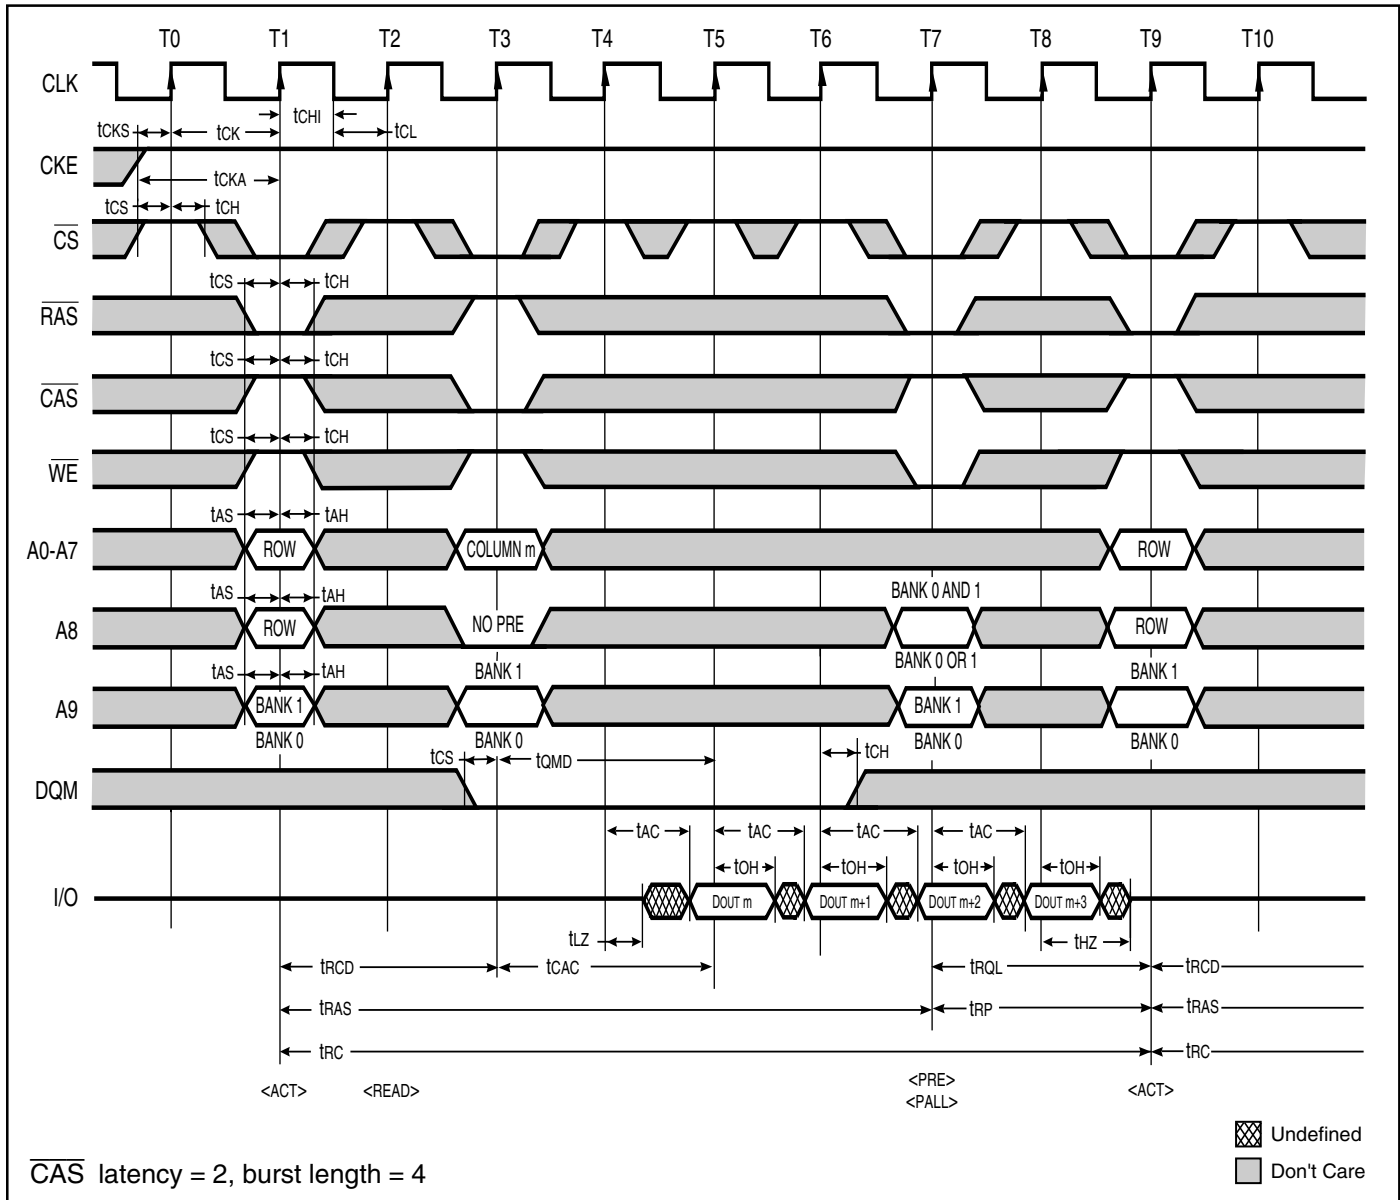 T0 T1 T2 T3 T4 T5 T6 T7 T8 T9 T10
CLK
tCHI
tCKS tCK tCL
CKE
tCKA
tCS tCH
CS
tCS tCH
RAS
tCS tCH
CAS
tCS tCH
WE
tAS tAH
A0-A7 ROW COLUMN m ROW
BANK 0 AND 1
tAS tAH
A8 ROW NO PRE ROW
BANK 0 OR 1
tAS tAH BANK 1 BANK 1
A9 BANK 1 BANK 1
BANK 0 BANK 0 BANK 0 BANK 0
tCS tQMD tCH
DQM
tAC tAC tAC tAC
tOH tOH tOH tOH
I/O DOUT m DOUT m+1 DOUT m+2 DOUT m+3
tLZ tHZ
tRCD tCAC tRQL tRCD
tRAS tRP tRAS
tRC tRC
<ACT> <READ> <PRE> <ACT>
<PALL>
Undefined
Don't Care
CAS latency = 2, burst length = 4